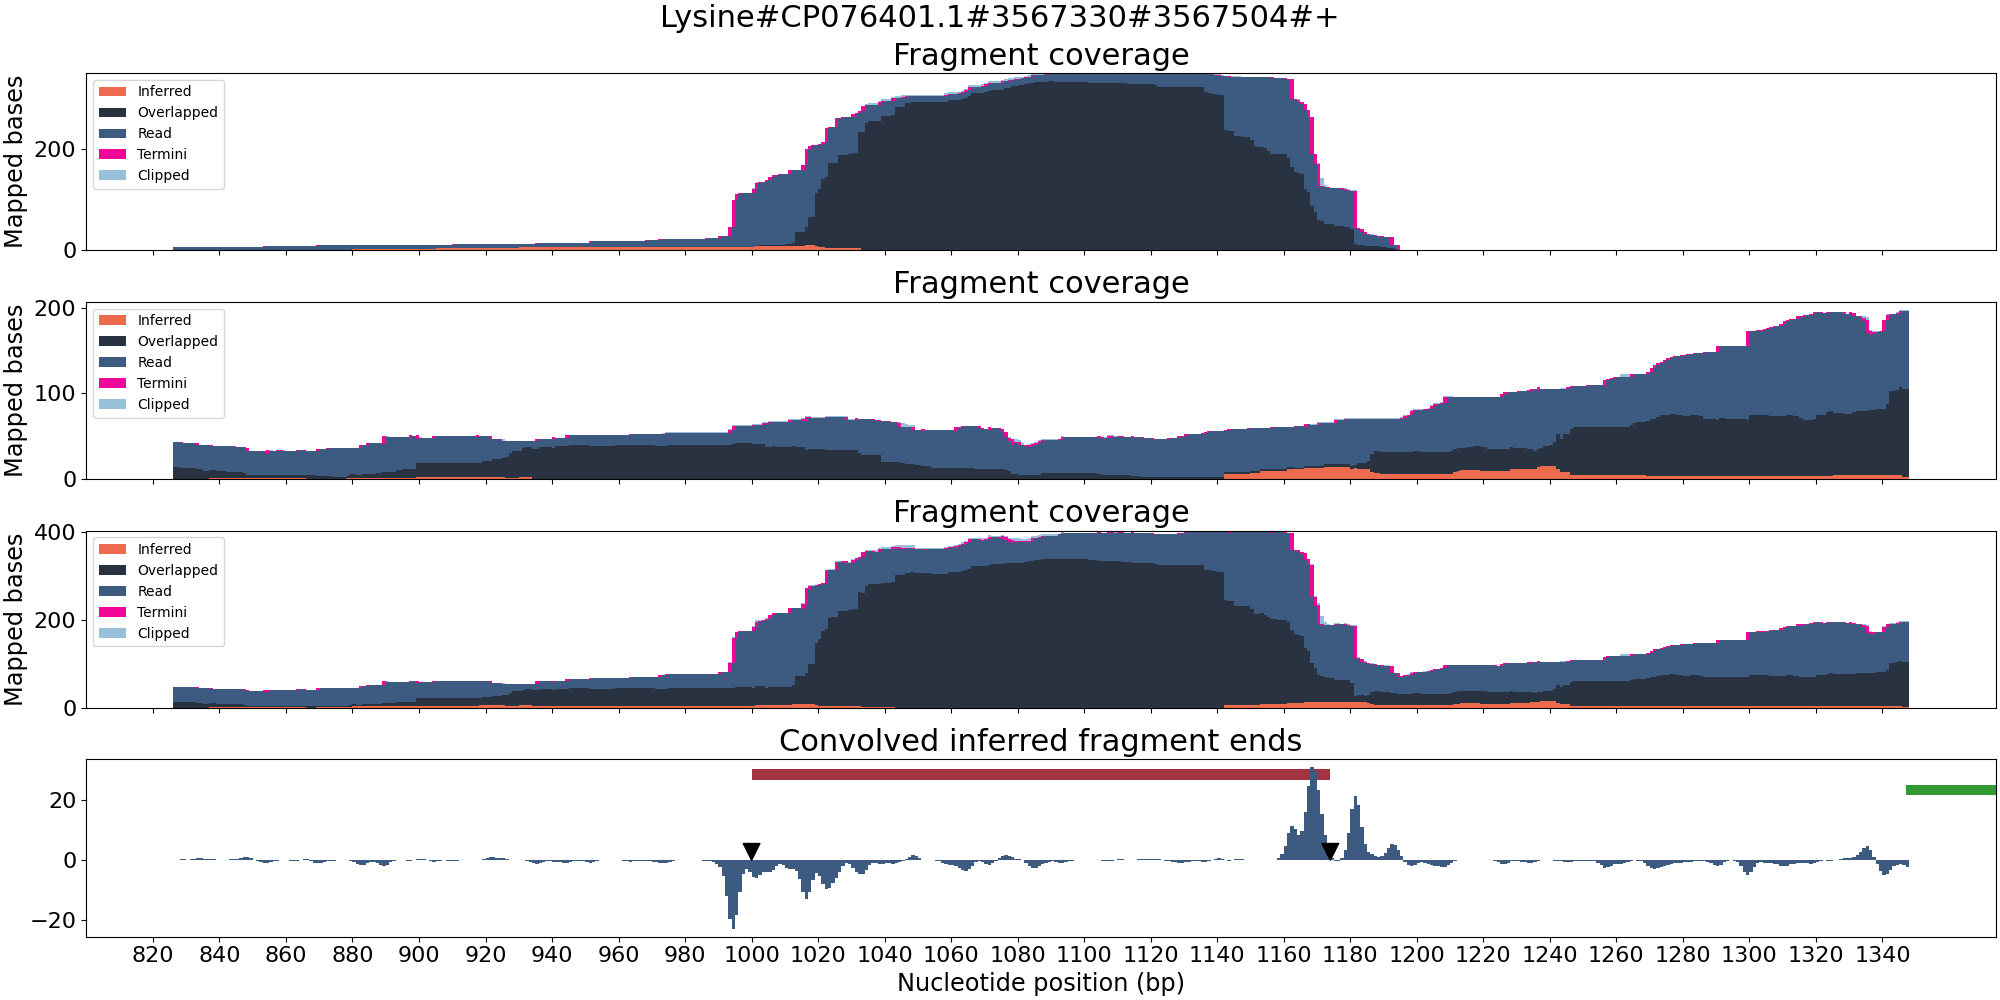 Lysine#CP076401.1#3567330#3567504#+
Fragment coverage
Mapped bases
200
0
Inferred
Overlapped
Read
Termini
Clipped
Fragment coverage
Mapped bases
200
100
0
Inferred
Overlapped
Read
Termini
Clipped
Fragment coverage
Mapped bases
400
200
0
Inferred
Overlapped
Read
Termini
Clipped
Convolved inferred fragment ends
20
0
−20
820 840 860 880 900 920 940 960 980 1000 1020 1040 1060 1080 1100 1120 1140 1160 1180 1200 1220 1240 1260 1280 1300 1320 1340
Nucleotide position (bp)